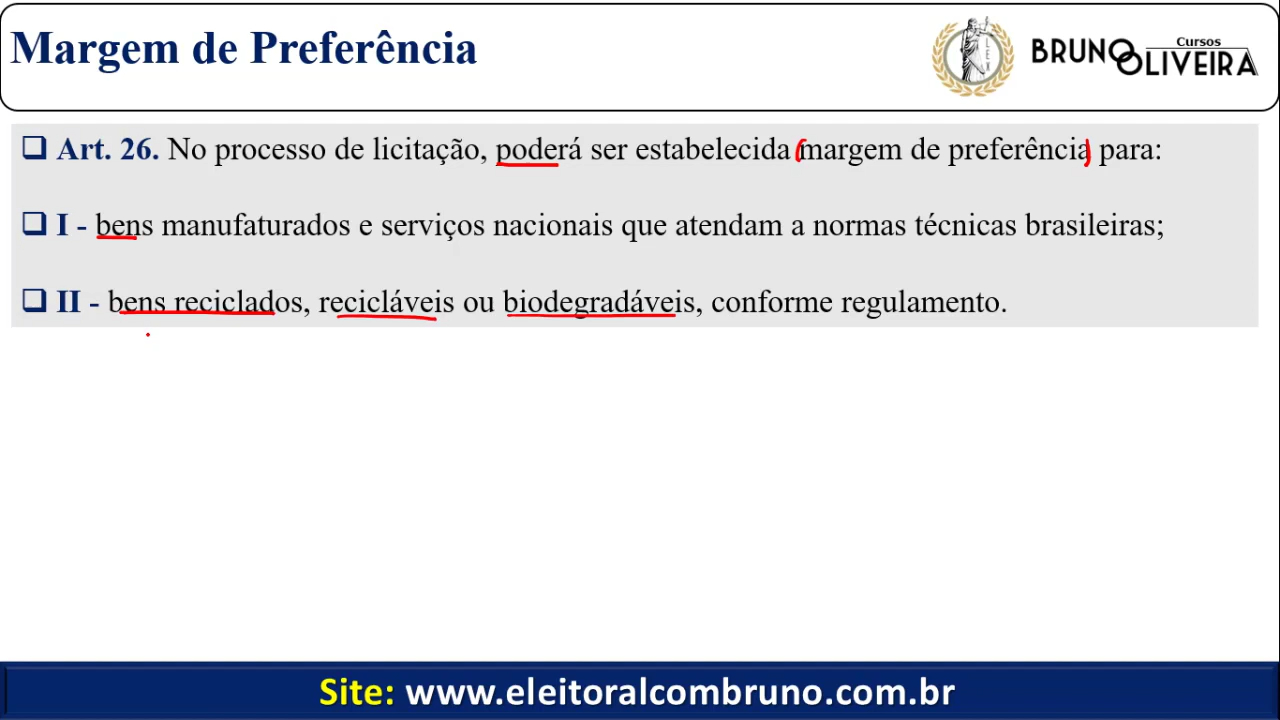 Margem de Preferência
LEX
BRUNO Cursos OLIVEIRA
❑ Art. 26. No processo de licitação, poderá ser estabelecida margem de preferência para:
❑ I - bens manufaturados e serviços nacionais que atendam a normas técnicas brasileiras;
❑ II - bens reciclados, recicláveis ou biodegradáveis, conforme regulamento.
Site: www.eleitoralcombruno.com.br